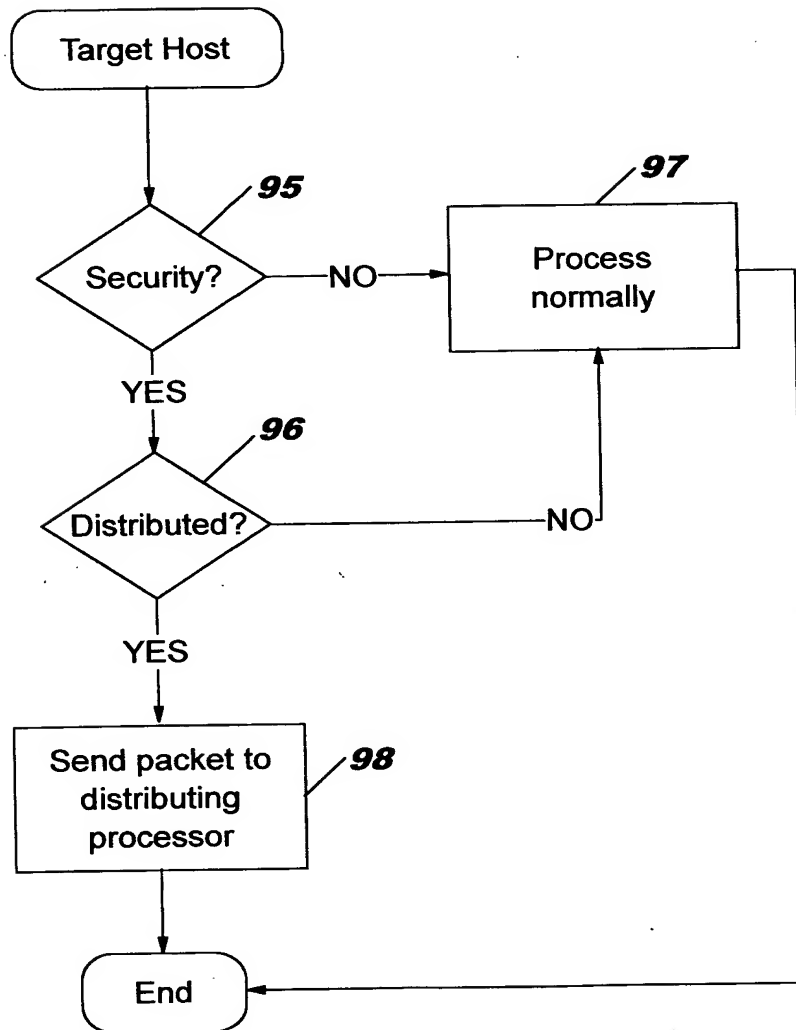 Target Host
95
97
Security?
NO
Process
normally
YES
96
Distributed?
NO
YES
Send packet to
distributing
processor
98
End